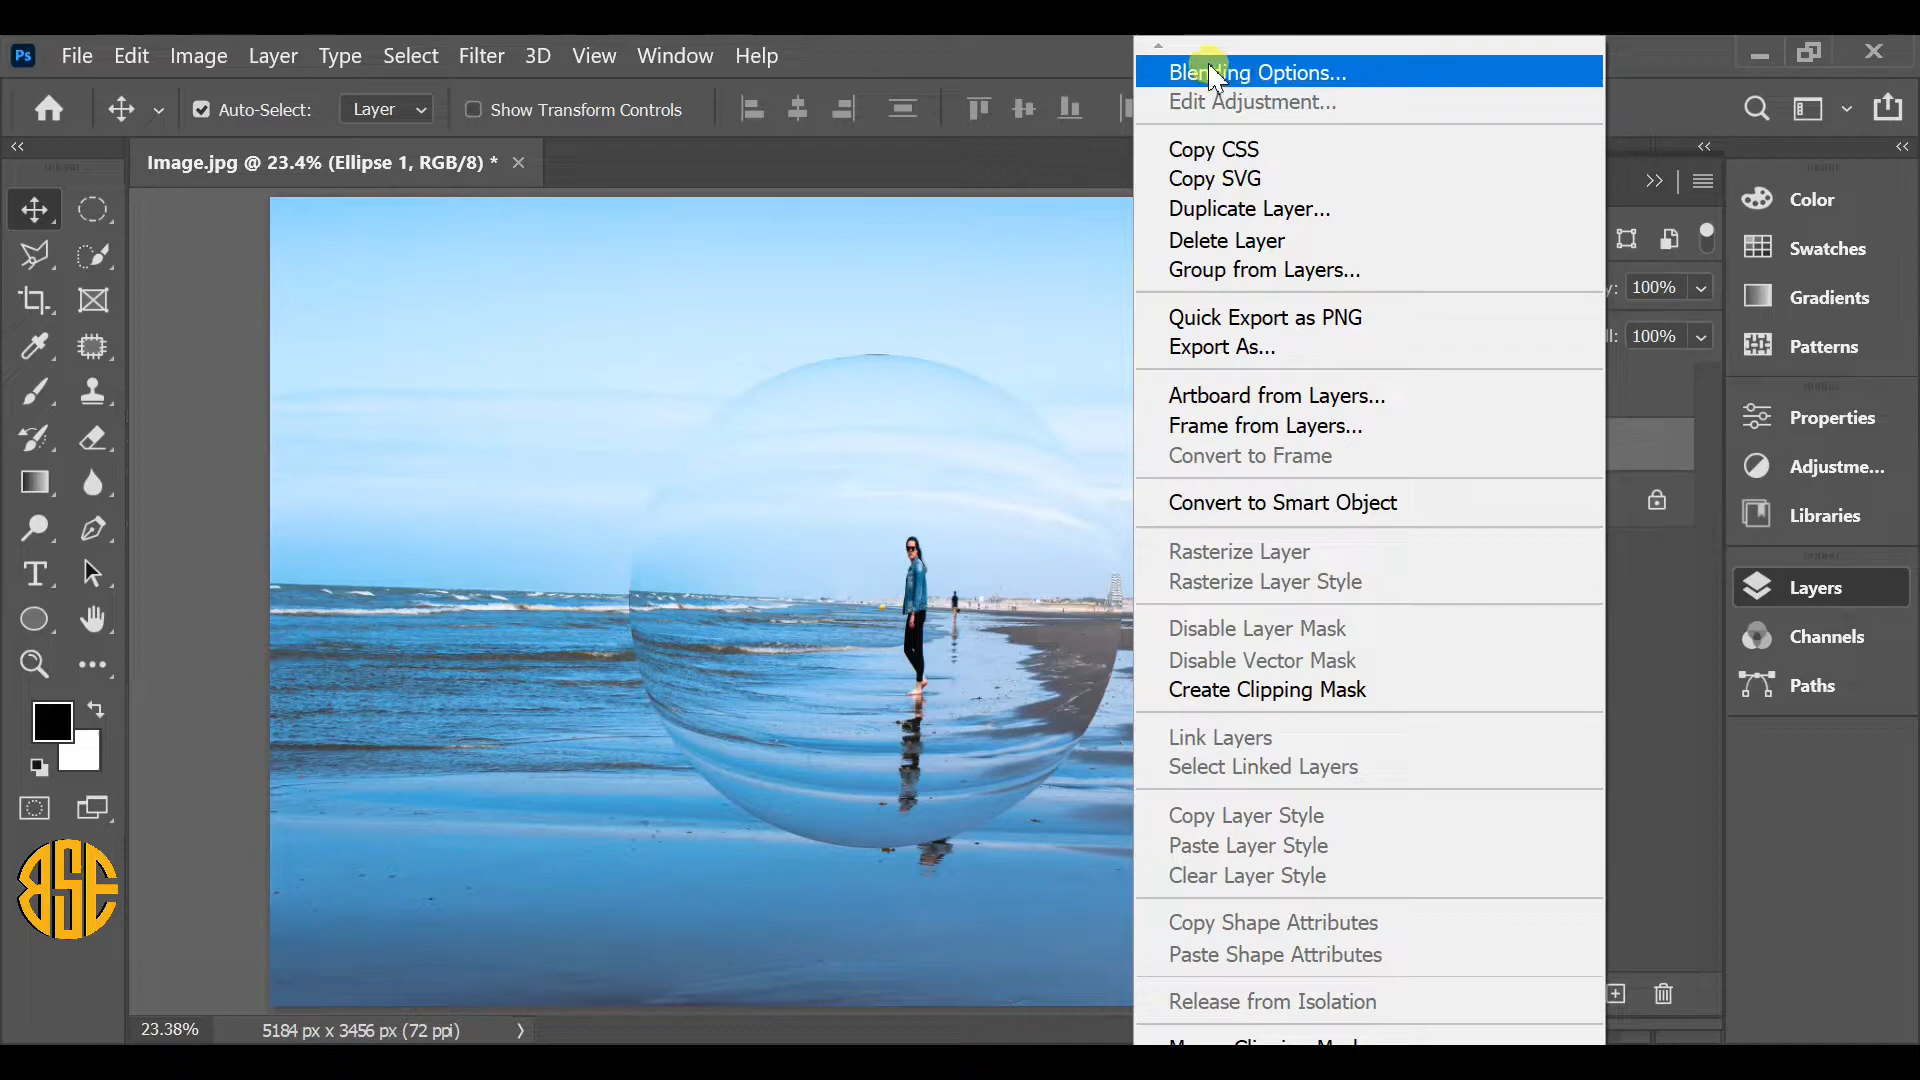 Ps File Edit Image Layer Type Select Filter 3D View Window Help
Auto-Select: Layer Show Transform Controls
Image.jpg @ 23.4% (Ellipse 1, RGB/8) *
Blending Options...
Edit Adjustment...
Copy CSS
Copy SVG
Duplicate Layer...
Delete Layer
Group from Layers...
Quick Export as PNG
Export As...
Artboard from Layers...
Frame from Layers...
Convert to Frame
Convert to Smart Object
Rasterize Layer
Rasterize Layer Style
Disable Layer Mask
Disable Vector Mask
Create Clipping Mask
Link Layers
Select Linked Layers
Copy Layer Style
Paste Layer Style
Clear Layer Style
Copy Shape Attributes
Paste Shape Attributes
Release from Isolation
y: 100%
ll: 100%
Color
Swatches
Gradients
Patterns
Properties
Adjustme...
Libraries
Layers
Channels
Paths
BSE
23.38% 5184 px x 3456 px (72 ppi)